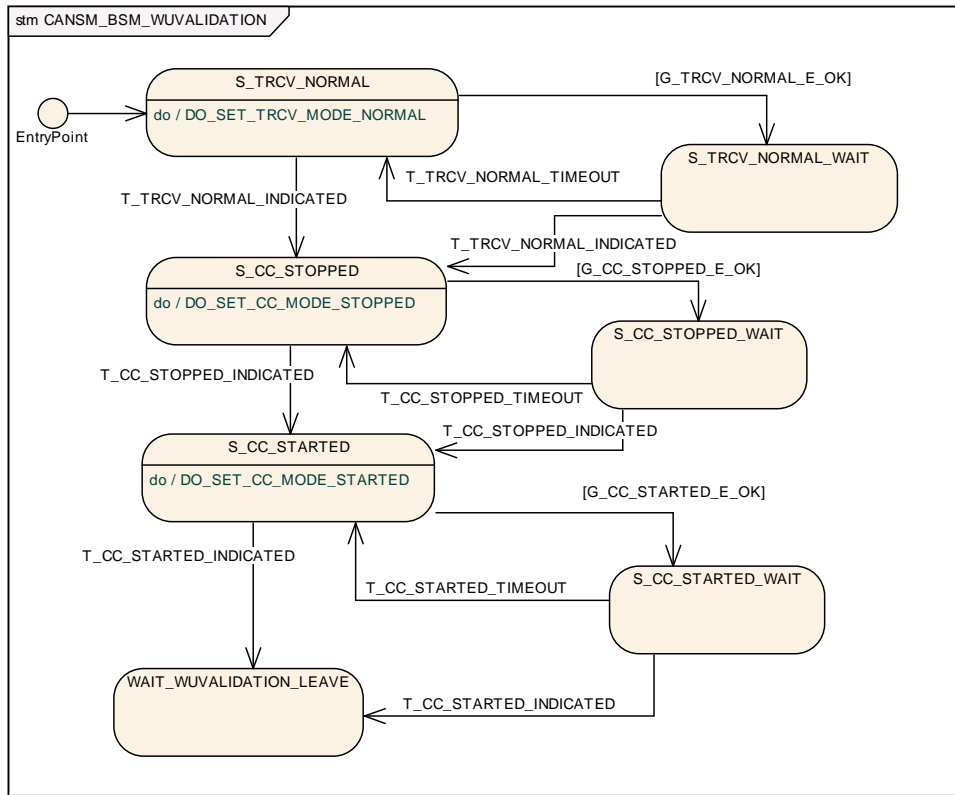 stm CANSM_BSM_WUVALIDATION
S_TRCV_NORMAL
do / DO_SET_TRCV_MODE_NORMAL
EntryPoint
[G_TRCV_NORMAL_E_OK]
S_TRCV_NORMAL_WAIT
T_TRCV_NORMAL_TIMEOUT
T_TRCV_NORMAL_INDICATED
T_TRCV_NORMAL_INDICATED
S_CC_STOPPED
do / DO_SET_CC_MODE_STOPPED
[G_CC_STOPPED_E_OK]
S_CC_STOPPED_WAIT
T_CC_STOPPED_INDICATED
T_CC_STOPPED_TIMEOUT
T_CC_STOPPED_INDICATED
S_CC_STARTED
do / DO_SET_CC_MODE_STARTED
[G_CC_STARTED_E_OK]
T_CC_STARTED_INDICATED
S_CC_STARTED_WAIT
T_CC_STARTED_TIMEOUT
WAIT_WUVALIDATION_LEAVE
T_CC_STARTED_INDICATED